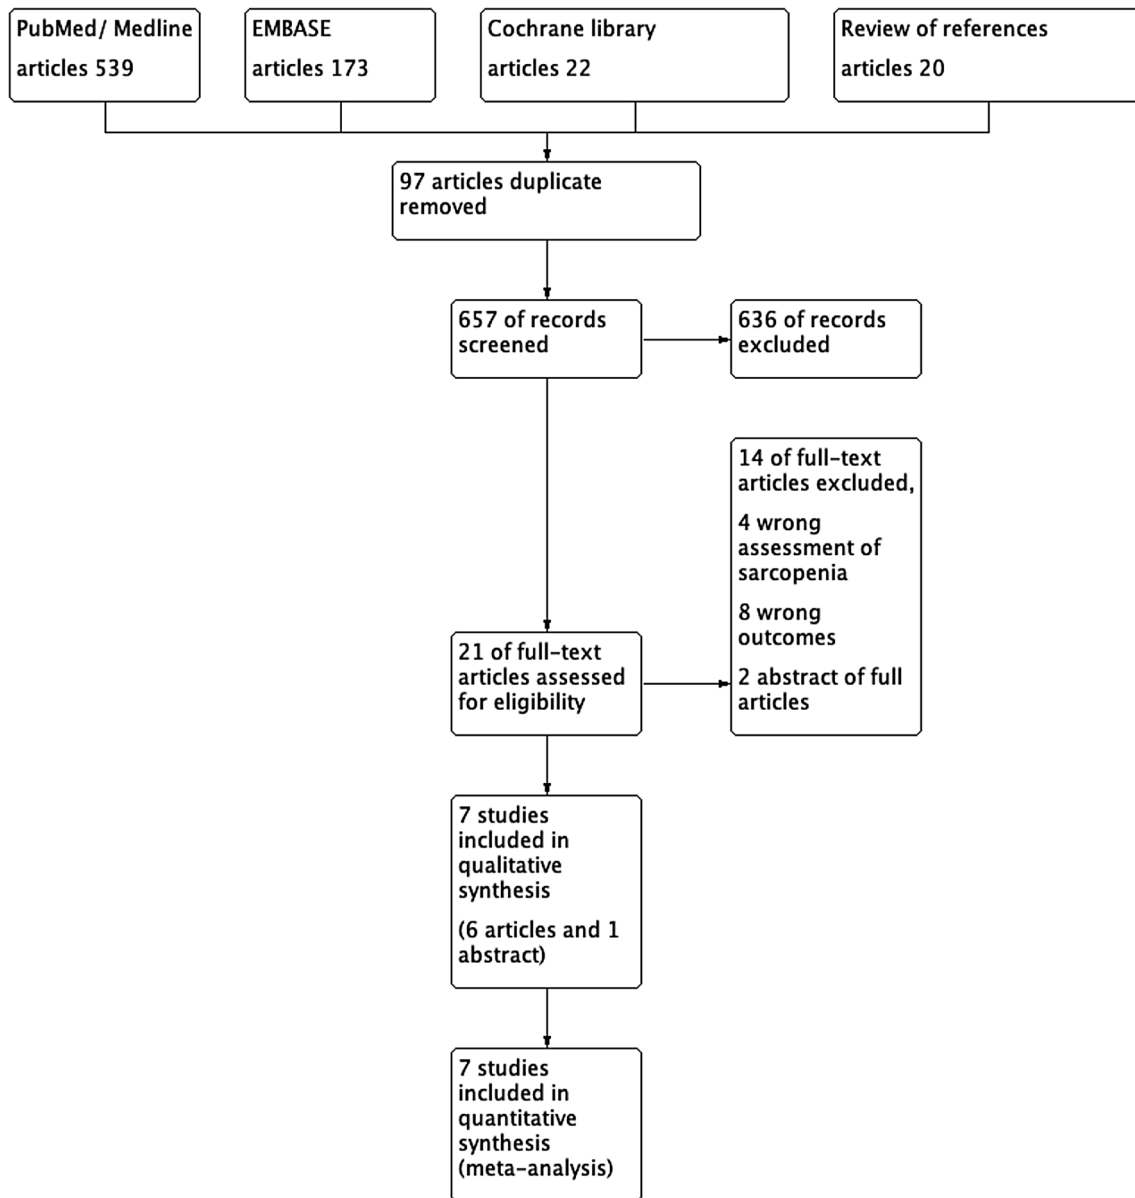 PubMed/ Medline
articles 539
EMBASE
articles 173
Cochrane library
articles 22
Review of references
articles 20
97 articles duplicate
removed
657 of records
screened
636 of records
excluded
14 of full-text
articles excluded,
4 wrong
assessment of
sarcopenia
8 wrong
outcomes
2 abstract of full
articles
21 of full-text
articles assessed
for eligibility
7 studies
included in
qualitative
synthesis
(6 articles and 1
abstract)
7 studies
included in
quantitative
synthesis
(meta-analysis)